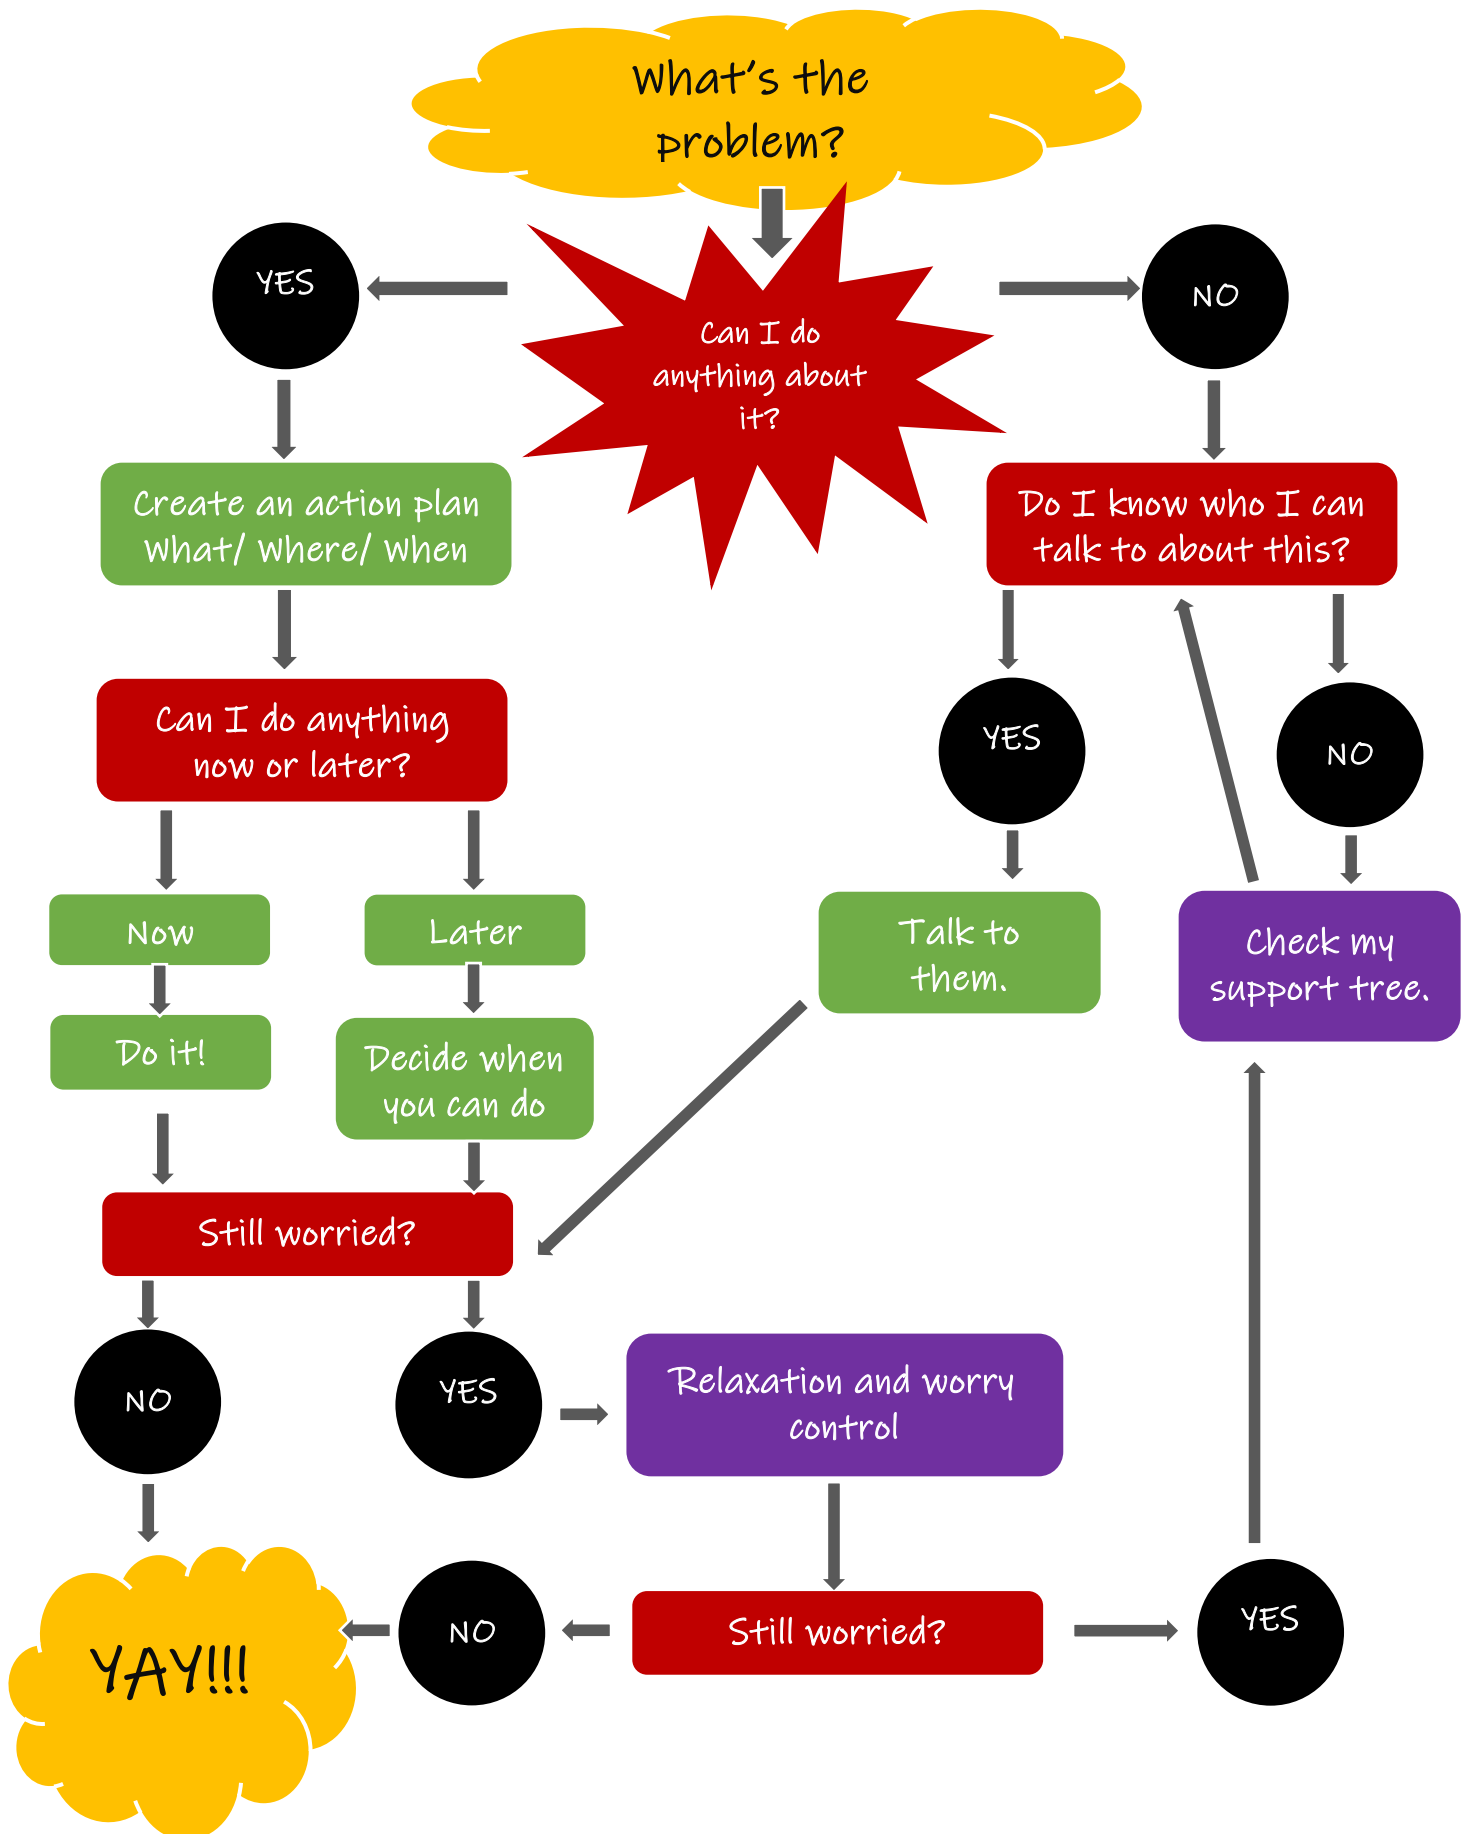 What's the
problem?
YES
NO
Can I do
anything about
it?
Create an action plan
What/ Where/ When
Do I know who I can
talk to about this?
Can I do anything
now or later?
YES
NO
Now
Later
Talk to
them.
Check my
support tree.
Do it!
Decide when
you can do
Still worried?
NO
YES
Relaxation and worry
control
YAY!!!
NO
Still worried?
YES